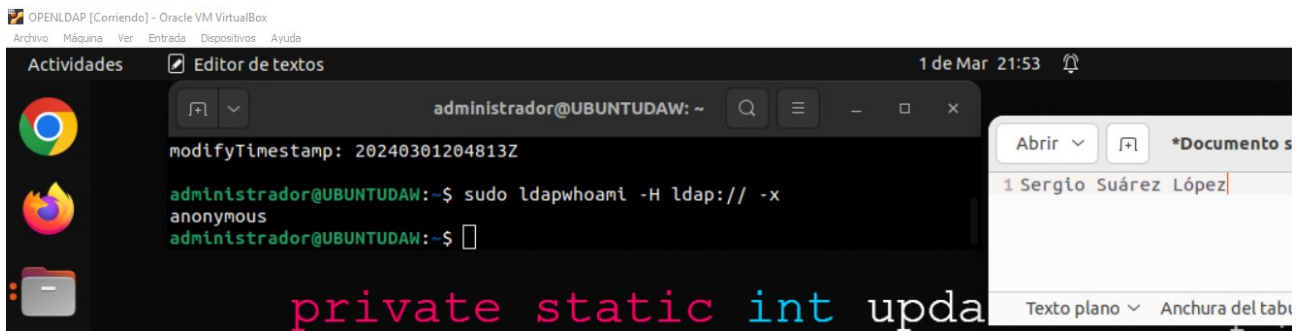 OPENLDAP [Corriendo] - Oracle VM VirtualBox
Archivo Máquina Ver Entrada Dispositivos Ayuda
Actividades Editor de textos 1 de Mar 21:53
administrador@UBUNTUDAW: ~
modifyTimestamp: 20240301204813Z
administrador@UBUNTUDAW:~$ sudo ldapwhoami -H ldap:// -x
anonymous
administrador@UBUNTUDAW:~$
Abrir *Documento s
1 Sergio Suárez López
Texto plano Anchura del tabu
private static int upda